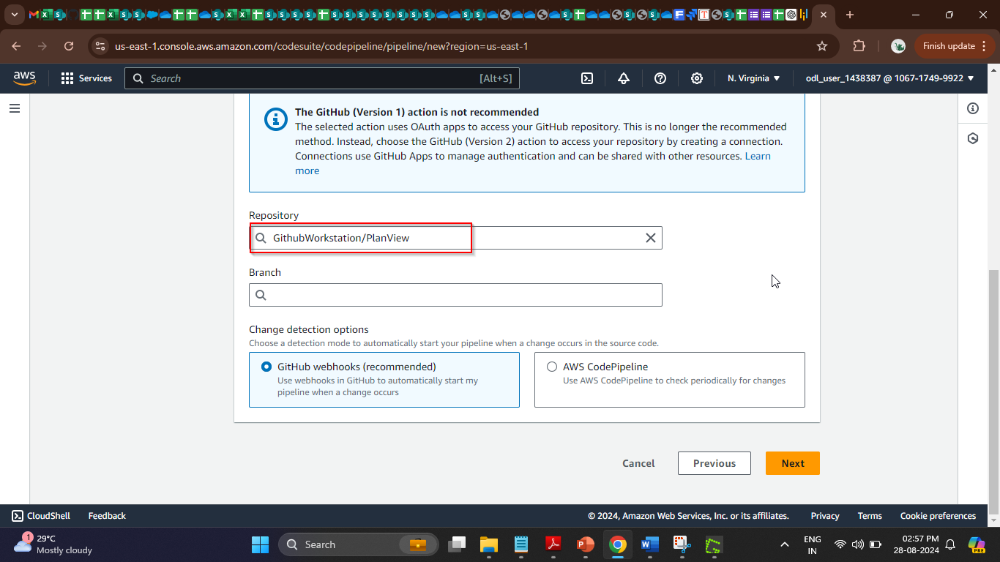 us-east-1.console.aws.amazon.com/codesuite/codepipeline/pipeline/new?region=us-east-1
Finish update
aws
Services
Search
[Alt+S]
N. Virginia
odl_user_1438387 @ 1067-1749-9922
The GitHub (Version 1) action is not recommended
The selected action uses OAuth apps to access your GitHub repository. This is no longer the recommended
method. Instead, choose the GitHub (Version 2) action to access your repository by creating a connection.
Connections use GitHub Apps to manage authentication and can be shared with other resources. Learn
more
Repository
GithubWorkstation/PlanView
Branch
Change detection options
Choose a detection mode to automatically start your pipeline when a change occurs in the source code.
GitHub webhooks (recommended)
Use webhooks in GitHub to automatically start my
pipeline when a change occurs
AWS CodePipeline
Use AWS CodePipeline to check periodically for changes
Cancel
Previous
Next
CloudShell
Feedback
© 2024, Amazon Web Services, Inc. or its affiliates.
Privacy
Terms
Cookie preferences
1
29°C
Mostly cloudy
Search
ENG
IN
02:57 PM
28-08-2024
PRE